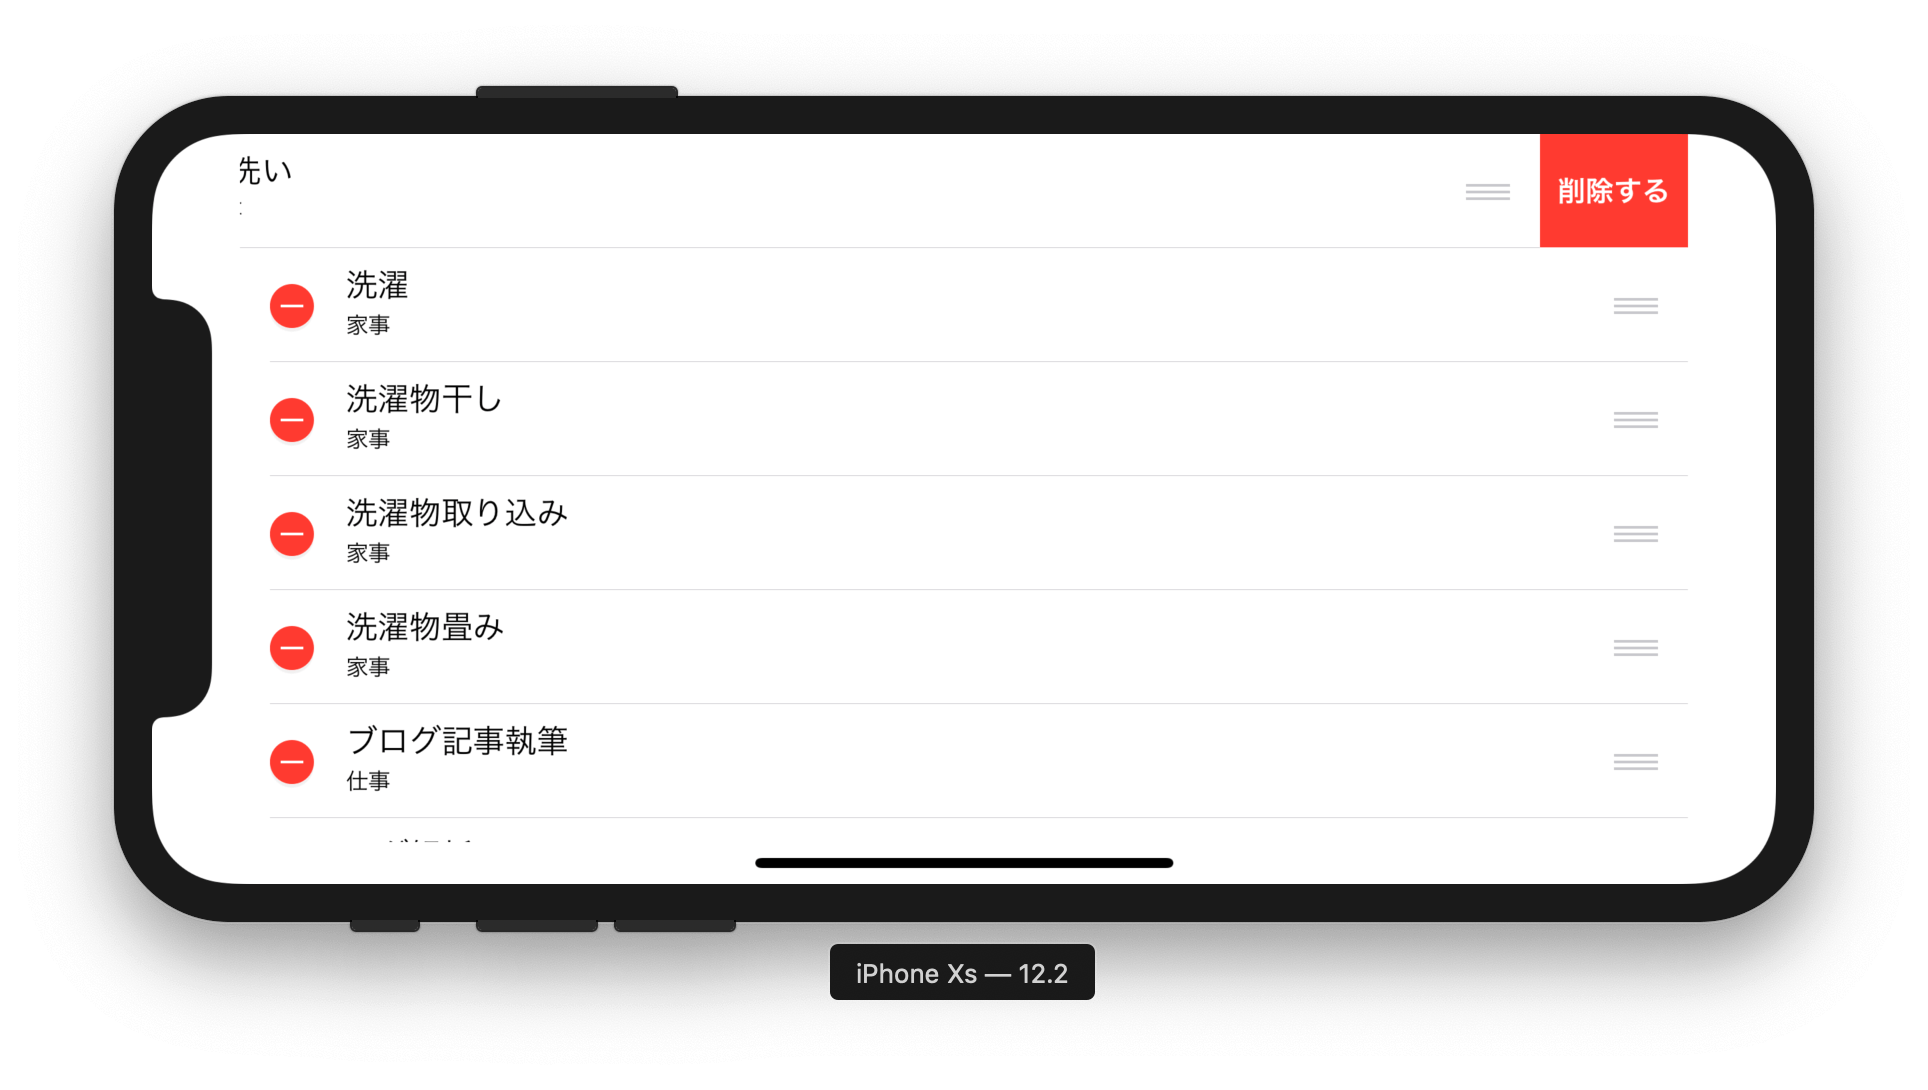 洗い
削除する
洗濯
家事
洗濯物干し
家事
洗濯物取り込み
家事
洗濯物畳み
家事
ブログ記事執筆
仕事
iPhone Xs — 12.2